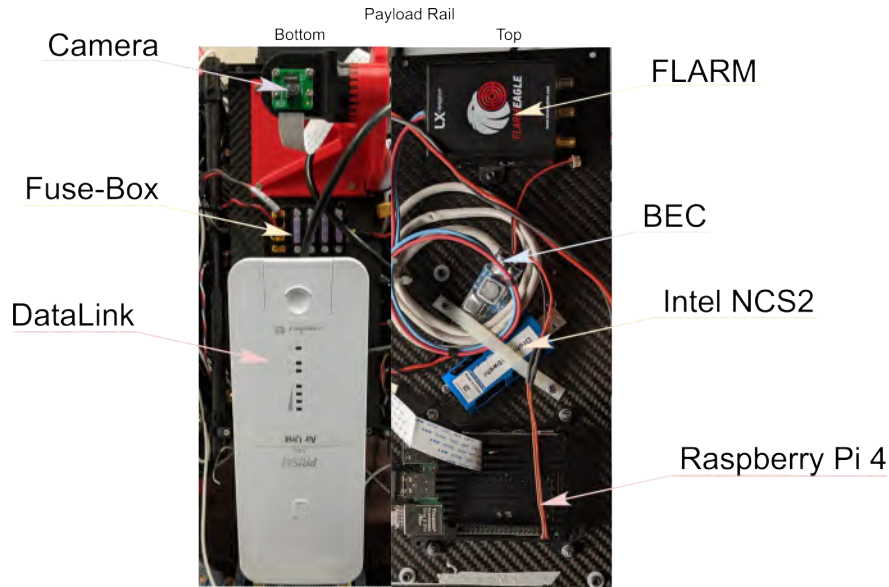 Payload Rail
Bottom
Top
Camera
FLARM
Fuse-Box
BEC
DataLink
Intel NCS2
Raspberry Pi 4
LX
FLARM EAGLE
Air Unit
PRISM